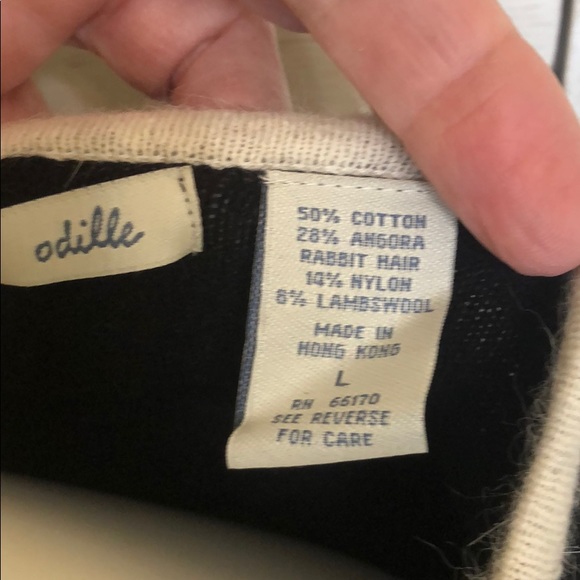 odille
50% COTTON
28% ANGORA
RABBIT HAIR
14% NYLON
8% LAMBSWOOL
MADE IN
HONG KONG
L
RN 66170
SEE REVERSE
FOR CARE